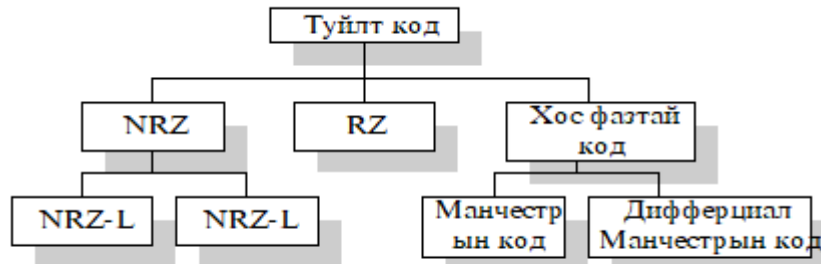 Туйлт код
NRZ
RZ
Хос фазтай
код
NRZ-L
NRZ-L
Манчестр
ын код
Дифферциал
Манчестрын код